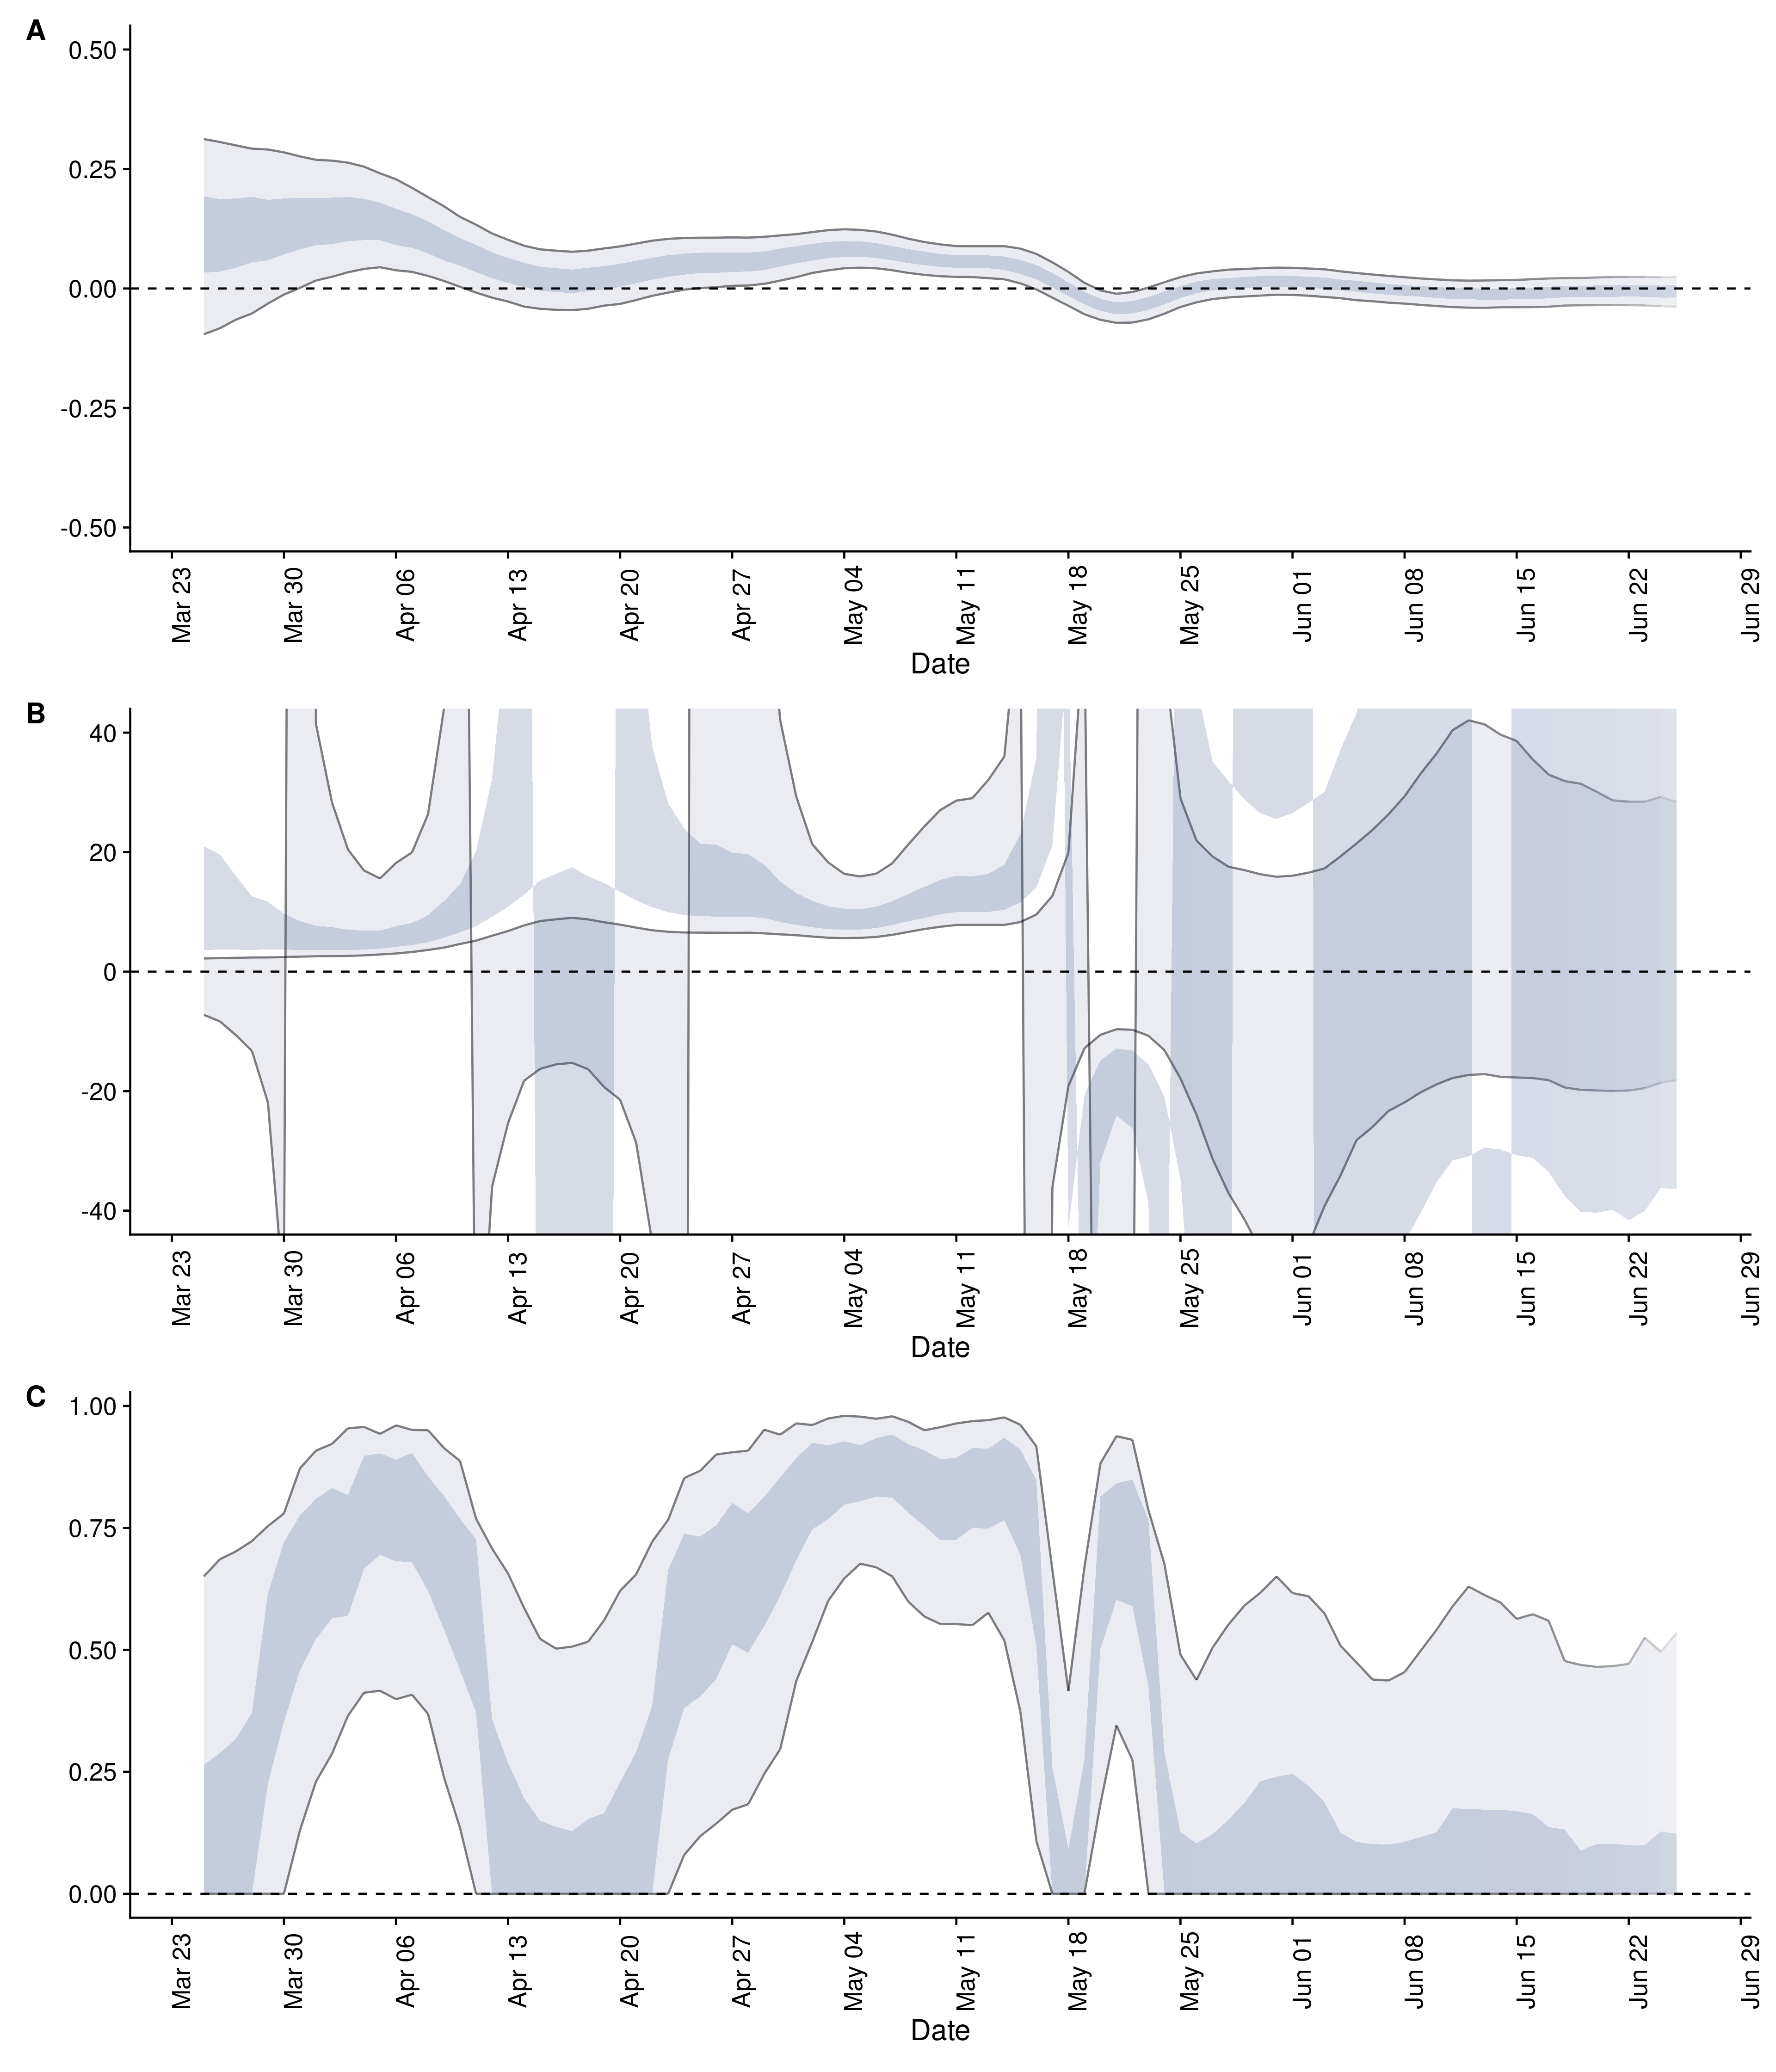 A
0.50
0.25
0.00
-0.25
-0.50
Mar 23
Mar 30
Apr 06
Apr 13
Apr 20
Apr 27
May 04
May 11
May 18
May 25
Jun 01
Jun 08
Jun 15
Jun 22
Jun 29
Date
B
40
20
0
-20
-40
Mar 23
Mar 30
Apr 06
Apr 13
Apr 20
Apr 27
May 04
May 11
May 18
May 25
Jun 01
Jun 08
Jun 15
Jun 22
Jun 29
Date
C
1.00
0.75
0.50
0.25
0.00
Mar 23
Mar 30
Apr 06
Apr 13
Apr 20
Apr 27
May 04
May 11
May 18
May 25
Jun 01
Jun 08
Jun 15
Jun 22
Jun 29
Date